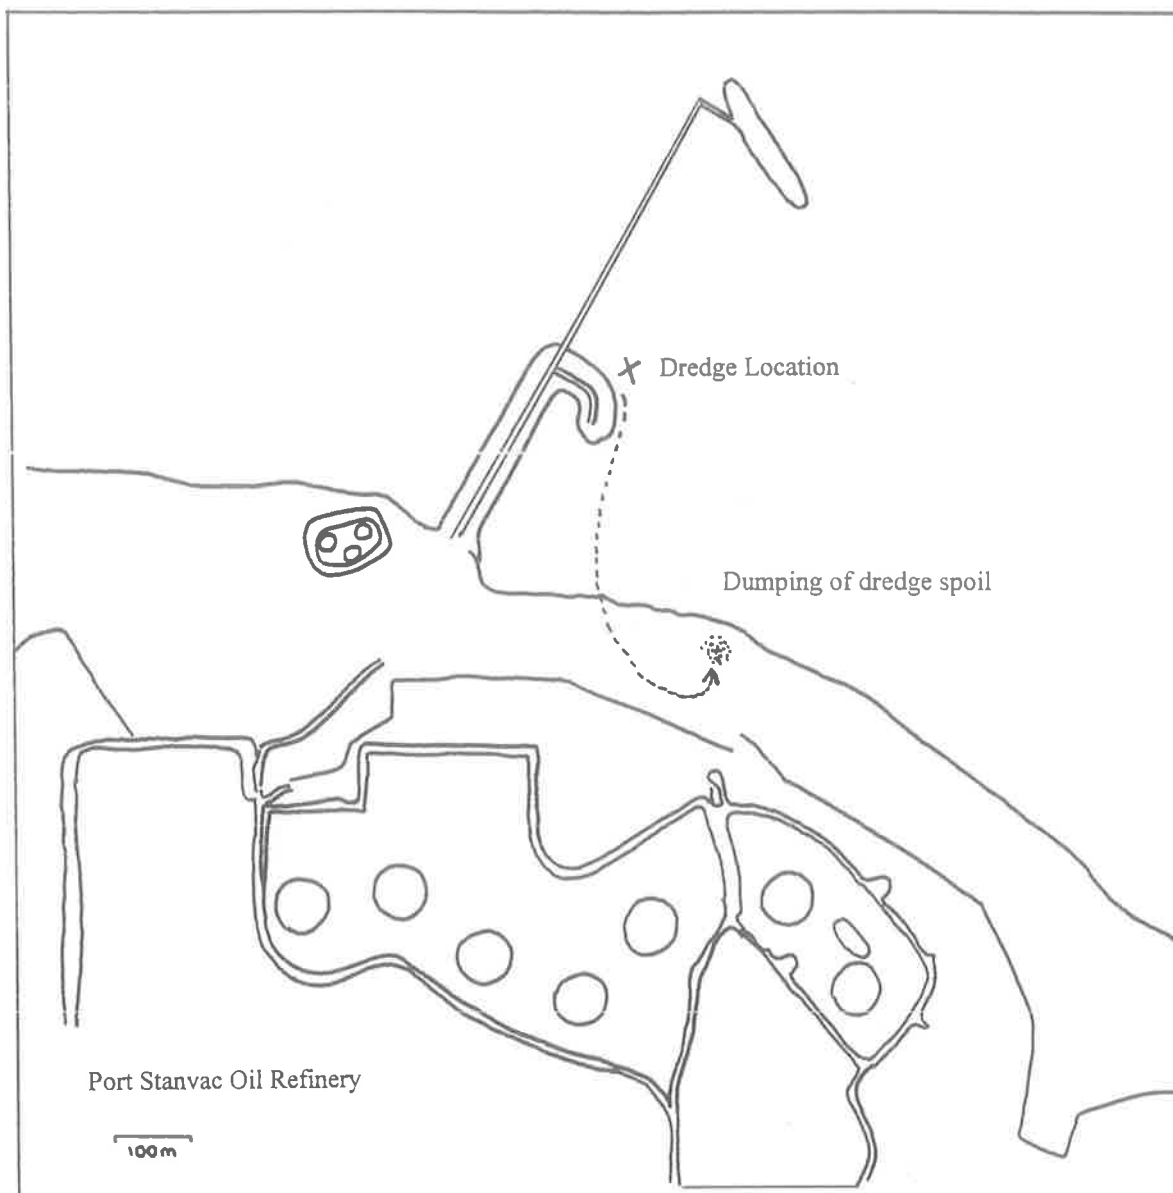 Dredge Location
Dumping of dredge spoil
Port Stanvac Oil Refinery
100m